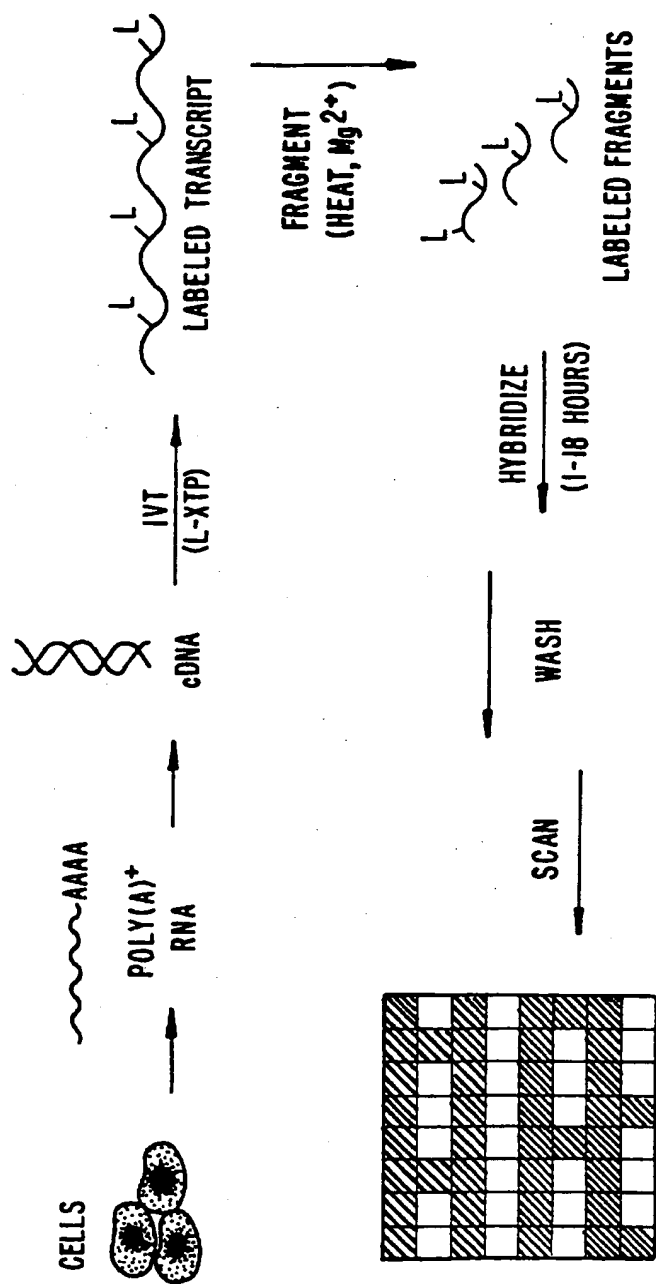 CELLS
AAAA
POLY(A)+
RNA
cDNA
IVT
(L-XTP)
L
L
L
L
LABELED TRANSCRIPT
FRAGMENT
(HEAT, Mg2+)
L
L
L
L
LABELED FRAGMENTS
HYBRIDIZE
(1-18 HOURS)
WASH
SCAN